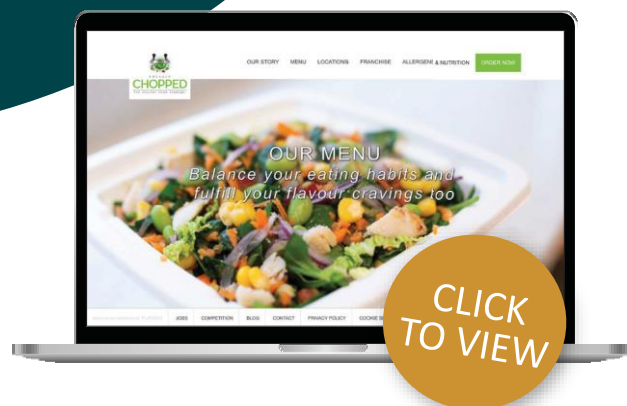 OUR STORY MENU LOCATIONS FRANCHISE ALLERGENS & NUTRITION ORDER NOW
CHOPPED
OUR MENU
Balance your eating habits and
fulfill your flavour cravings too
JOBS COMPETITION BLOG CONTACT PRIVACY POLICY COOKIE
CLICK
TO VIEW